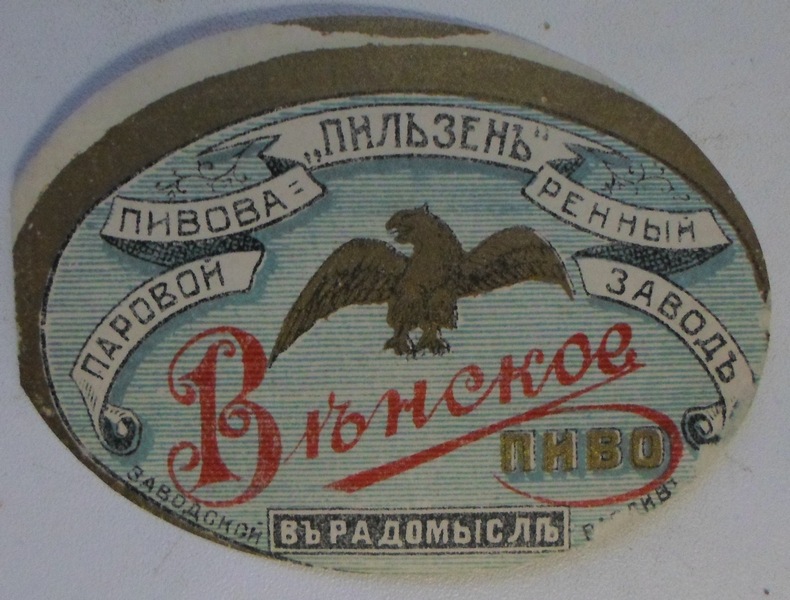 „ПИЛЬЗЕНЪ“
ПИВОВА=
РЕННЫЙ
ПАРОВОЙ
ЗАВОДЪ
Вѣнское
ПИВО
ЗАВОДСКОЙ
ВЪ РАДОМЫСЛѢ